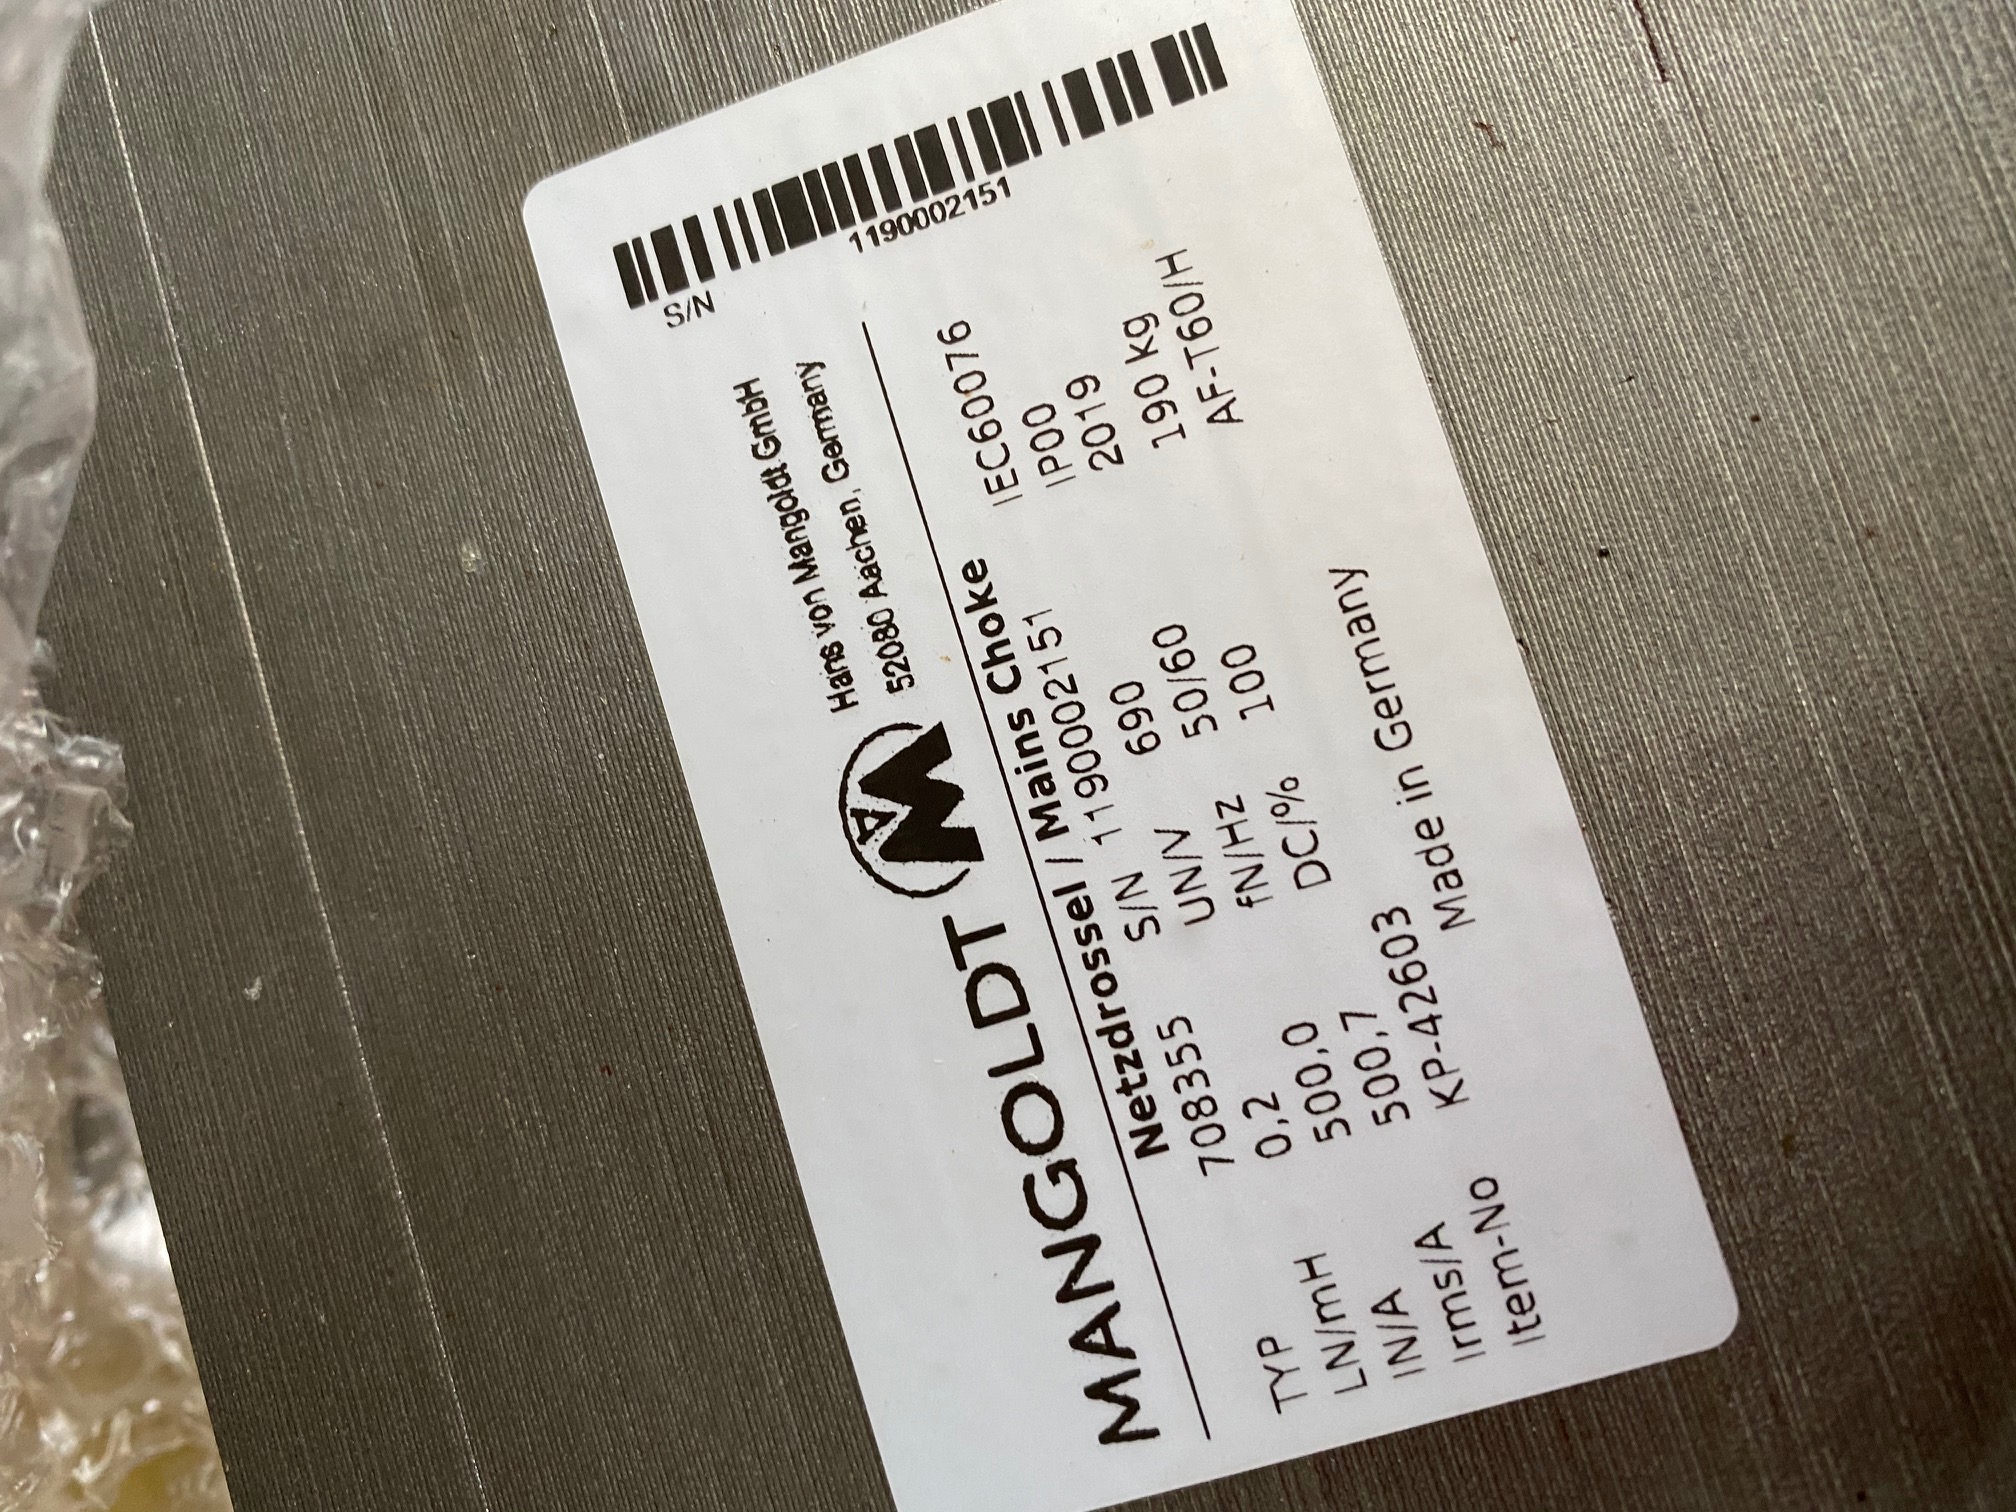 MANGOLDT
Hans von Mangoldt GmbH
52080 Aachen, Germany
S/N
1190002151
Netzdrossel / Mains Choke
TYP 708355 S/N 1190002151 IEC60076
LN/mH 0,2 UN/V 690 IP00
IN/A 500,0 fN/Hz 50/60 2019
Irms/A 500,7 DC/% 100 190 kg
Item-No KP-42603 Made in Germany AF-T60/H